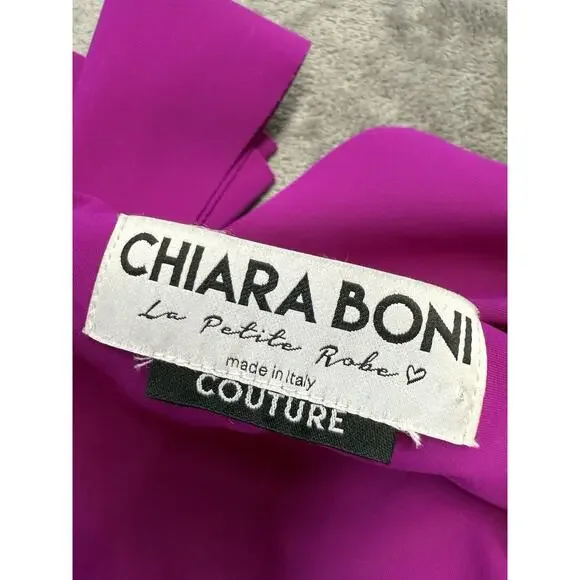 CHIARA BONI
La Petite Robe ♡
made in Italy
COUTURE